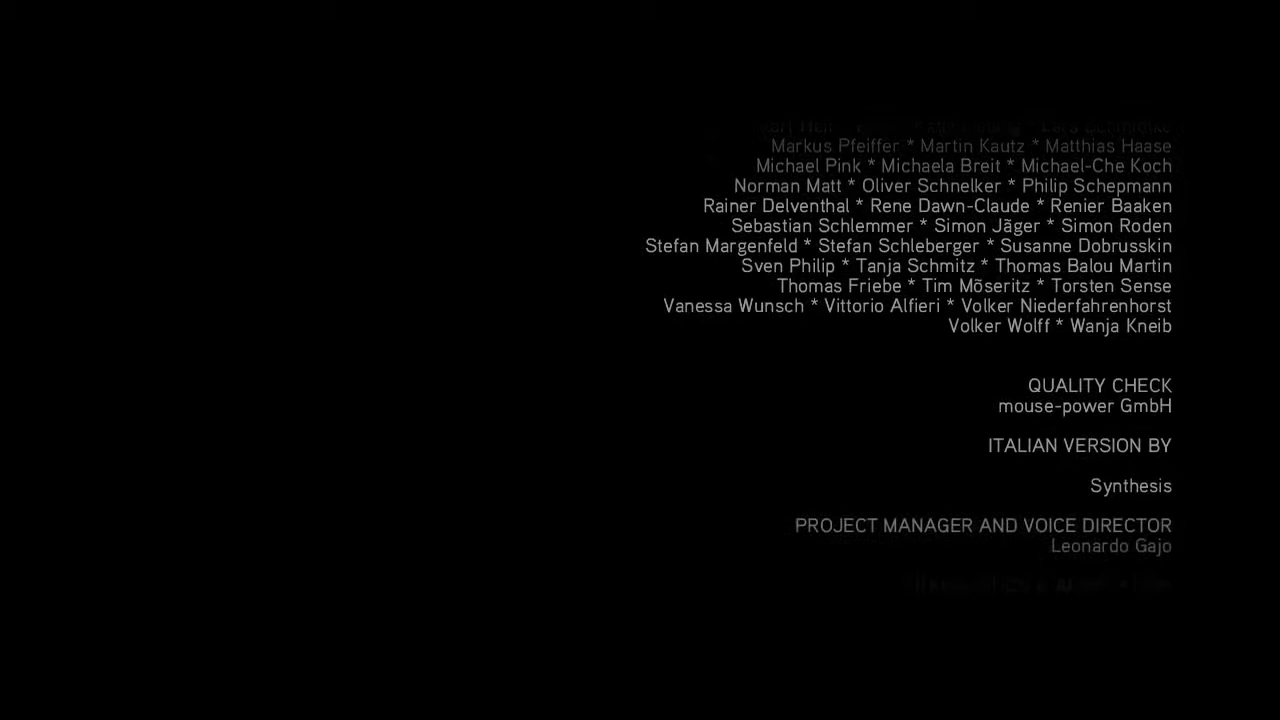 Markus Pfeiffer * Martin Kautz * Matthias Haase
Michael Pink * Michaela Breit * Michael-Che Koch
Norman Matt * Oliver Schnelker * Philip Schepmann
Rainer Delventhal * Rene Dawn-Claude * Renier Baaken
Sebastian Schlemmer * Simon Jãger * Simon Roden
Stefan Margenfeld * Stefan Schleberger * Susanne Dobrusskin
Sven Philip * Tanja Schmitz * Thomas Balou Martin
Thomas Friebe * Tim Mõseritz * Torsten Sense
Vanessa Wunsch * Vittorio Alfieri * Volker Niederfahrenhorst
Volker Wolff * Wanja Kneib
QUALITY CHECK
mouse-power GmbH
ITALIAN VERSION BY
Synthesis
PROJECT MANAGER AND VOICE DIRECTOR
Leonardo Gajo